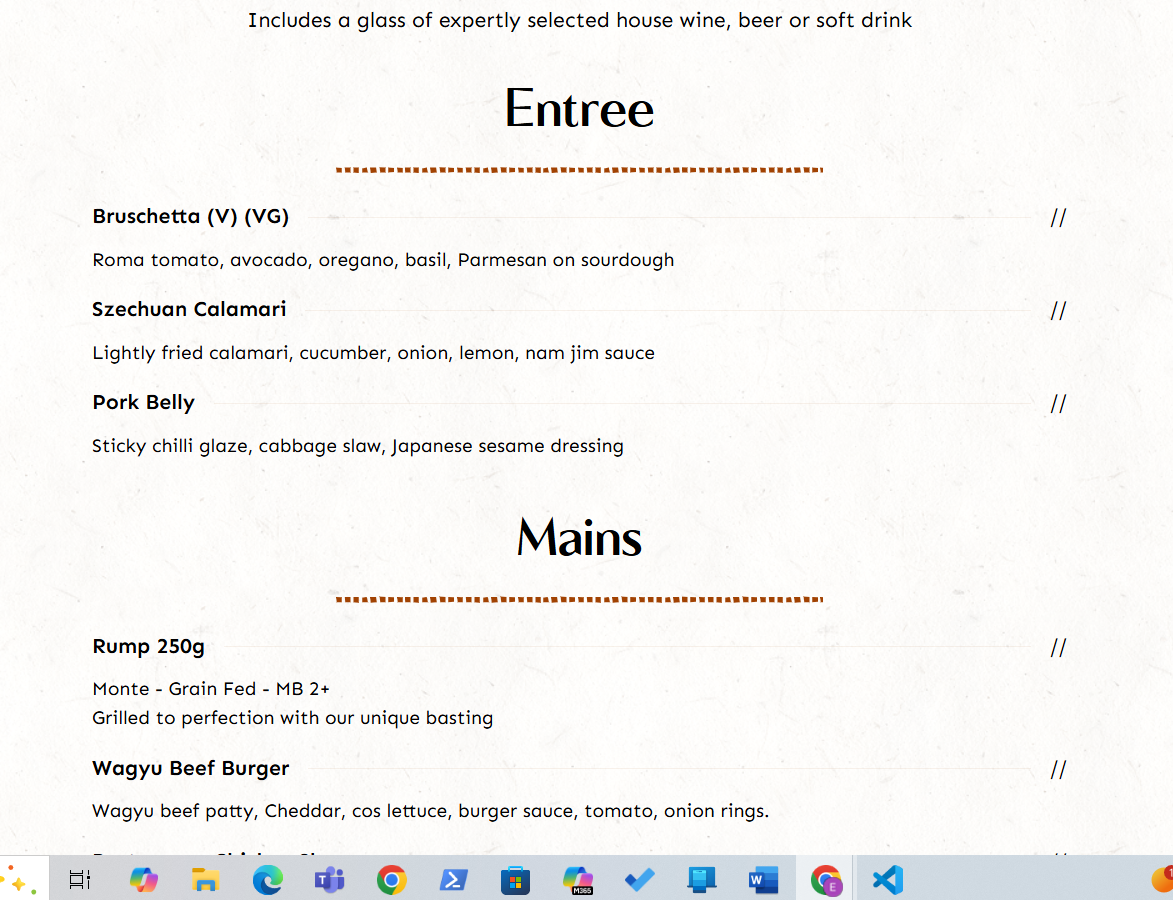 Includes a glass of expertly selected house wine, beer or soft drink
Entree
Bruschetta (V) (VG) //
Roma tomato, avocado, oregano, basil, Parmesan on sourdough
Szechuan Calamari //
Lightly fried calamari, cucumber, onion, lemon, nam jim sauce
Pork Belly //
Sticky chilli glaze, cabbage slaw, Japanese sesame dressing
Mains
Rump 250g //
Monte - Grain Fed - MB 2+
Grilled to perfection with our unique basting
Wagyu Beef Burger //
Wagyu beef patty, Cheddar, cos lettuce, burger sauce, tomato, onion rings.
M365
W
E